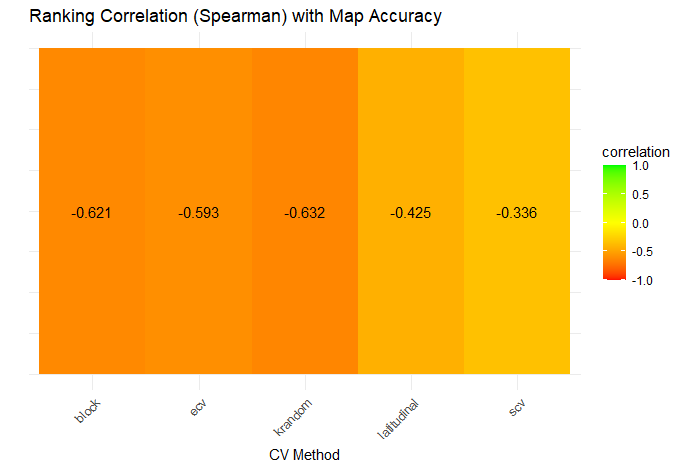 Ranking Correlation (Spearman) with Map Accuracy
-0.621
-0.593
-0.632
-0.425
-0.336
block
ecv
krandom
latitudinal
scv
CV Method
correlation
1.0
0.5
0.0
-0.5
-1.0